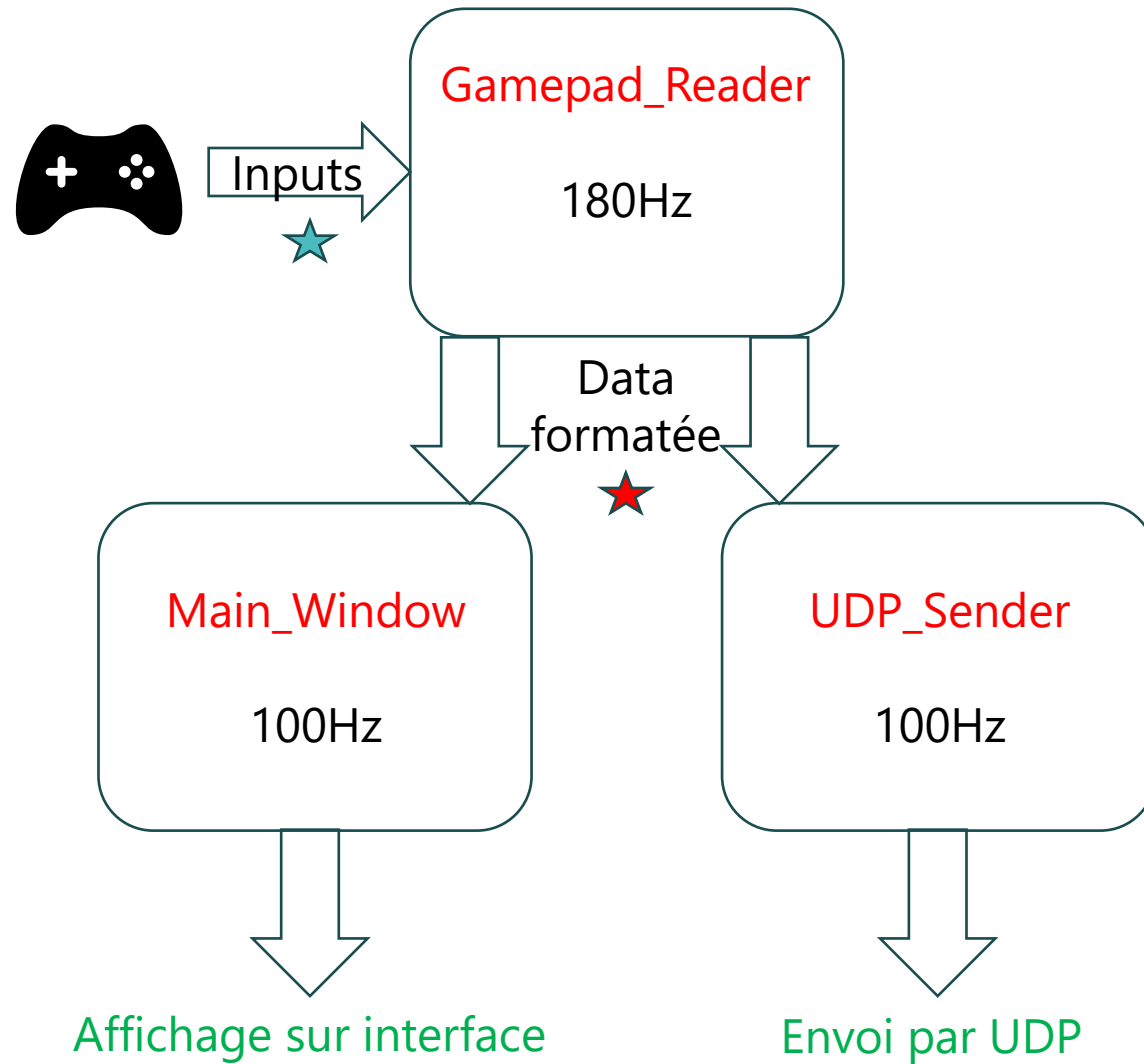 Gamepad_Reader
Inputs
180Hz
Data
formatée
Main_Window
UDP_Sender
100Hz
100Hz
Affichage sur interface
Envoi par UDP